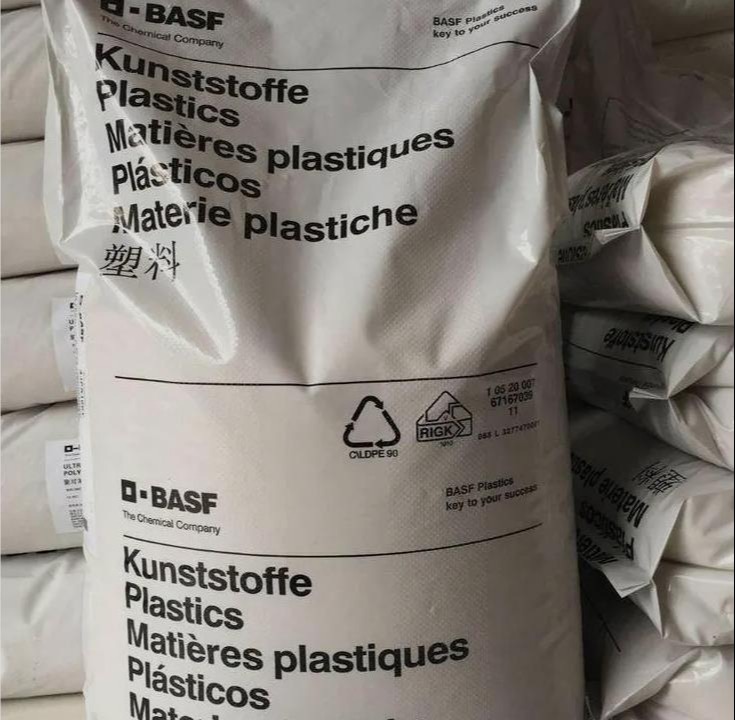 BASF
The Chemical Company
BASF Plastics
key to your success
Kunststoffe
Plastics
Matières plastiques
Plásticos
Materie plastiche
塑料
C\LDPE 90
RIGK
1 05 20 007
67167039
11
BASF
The Chemical Company
BASF Plastics
key to your success
Kunststoffe
Plastics
Matières plastiques
Plásticos
Kunststoffe